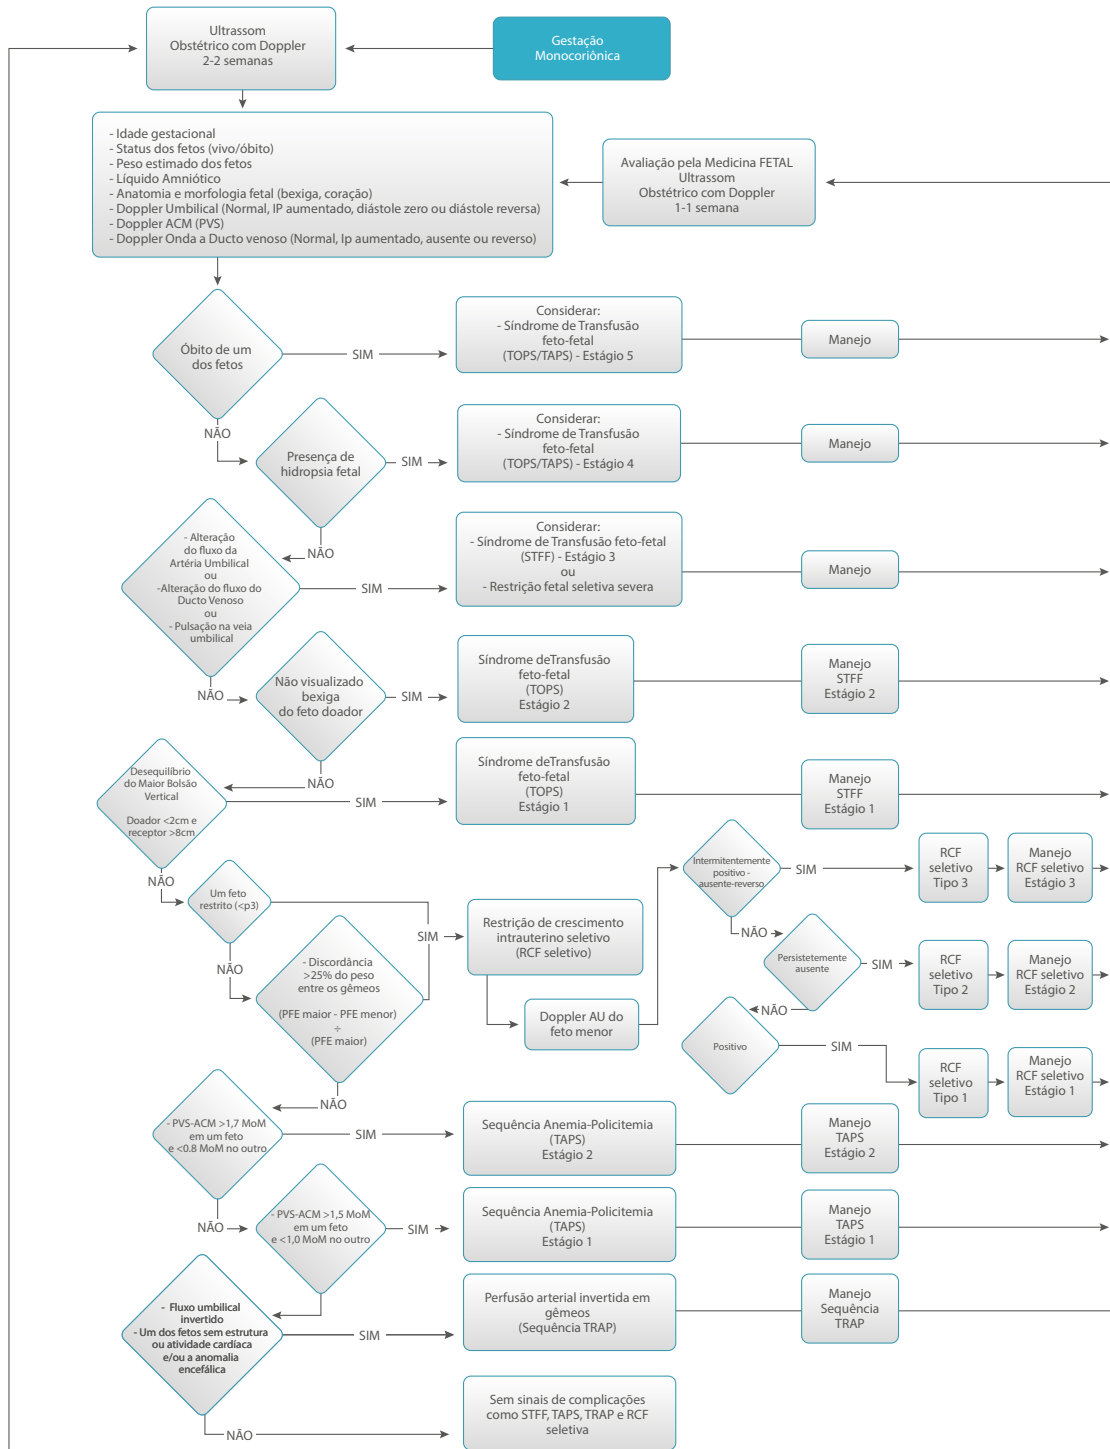 Ultrassom
Obstétrico com Doppler
2-2 semanas
Gestação
Monocoriônica
- Idade gestacional
- Status dos fetos (vivo/óbito)
- Peso estimado dos fetos
- Líquido Amniótico
- Anatomia e morfologia fetal (bexiga, coração)
- Doppler Umbilical (Normal, IP aumentado, diástole zero ou diástole reversa)
- Doppler ACM (PVS)
- Doppler Onda a Ducto venoso (Normal, Ip aumentado, ausente ou reverso)
Avaliação pela Medicina FETAL
Ultrassom
Obstétrico com Doppler
1-1 semana
Óbito de um
dos fetos
SIM
Considerar:
- Síndrome de Transfusão
feto-fetal
(TOPS/TAPS) - Estágio 5
Manejo
NÃO
Presença de
hidropsia fetal
SIM
Considerar:
- Síndrome de Transfusão
feto-fetal
(TOPS/TAPS) - Estágio 4
Manejo
NÃO
- Alteração
do fluxo da
Artéria Umbilical
ou
-Alteração do fluxo do
Ducto Venoso
ou
- Pulsação na veia
umbilical
SIM
Considerar:
- Síndrome de Transfusão feto-fetal
(STFF) - Estágio 3
ou
- Restrição fetal seletiva severa
Manejo
NÃO
Não visualizado
bexiga
do feto doador
SIM
Síndrome deTransfusão
feto-fetal
(TOPS)
Estágio 2
Manejo
STFF
Estágio 2
NÃO
Desequilíbrio
do Maior Bolsão
Vertical
Doador <2cm e
receptor >8cm
SIM
Síndrome deTransfusão
feto-fetal
(TOPS)
Estágio 1
Manejo
STFF
Estágio 1
NÃO
Um feto
restrito (<p3)
NÃO
- Discordância
>25% do peso
entre os gêmeos
(PFE maior - PFE menor)
÷
(PFE maior)
SIM
Restrição de crescimento
intrauterino seletivo
(RCF seletivo)
Doppler AU do
feto menor
Intermitentemente
positivo -
ausente-reverso
SIM
RCF
seletivo
Tipo 3
Manejo
RCF seletivo
Estágio 3
NÃO
Persistetemente
ausente
SIM
RCF
seletivo
Tipo 2
Manejo
RCF seletivo
Estágio 2
NÃO
Positivo
SIM
RCF
seletivo
Tipo 1
Manejo
RCF seletivo
Estágio 1
NÃO
- PVS-ACM >1,7 MoM
em um feto
e <0.8 MoM no outro
SIM
Sequência Anemia-Policitemia
(TAPS)
Estágio 2
Manejo
TAPS
Estágio 2
NÃO
- PVS-ACM >1,5 MoM
em um feto
e <1,0 MoM no outro
SIM
Sequência Anemia-Policitemia
(TAPS)
Estágio 1
Manejo
TAPS
Estágio 1
- Fluxo umbilical
invertido
- Um dos fetos sem estrutura
ou atividade cardíaca
e/ou a anomalia
encefálica
SIM
Perfusão arterial invertida em
gêmeos
(Sequência TRAP)
Manejo
Sequência
TRAP
NÃO
Sem sinais de complicações
como STFF, TAPS, TRAP e RCF
seletiva